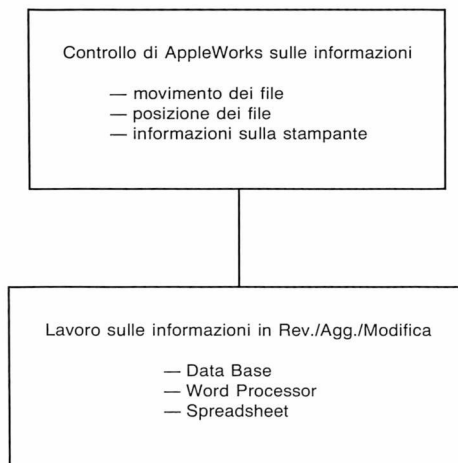 Controllo di AppleWorks sulle informazioni
— movimento dei file
— posizione dei file
— informazioni sulla stampante
Lavoro sulle informazioni in Rev./Agg./Modifica
— Data Base
— Word Processor
— Spreadsheet